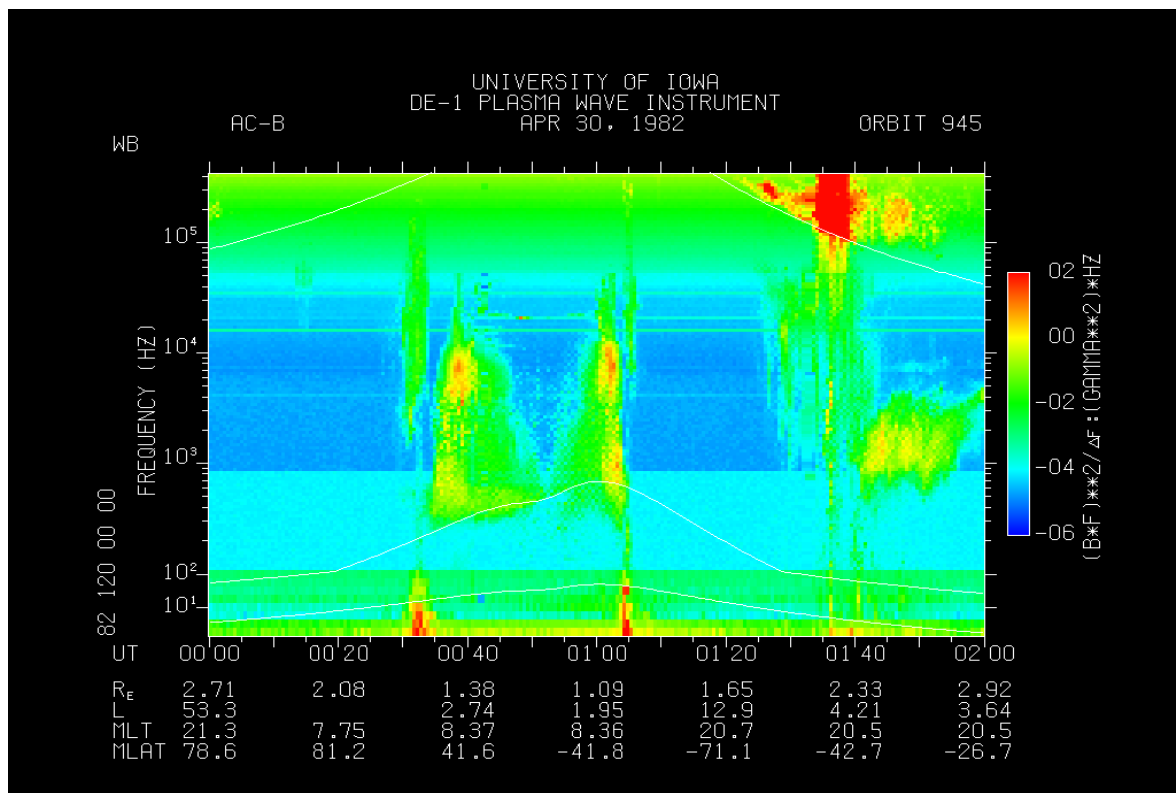 UNIVERSITY OF IOWA
DE-1 PLASMA WAVE INSTRUMENT
AC-B APR 30, 1982 ORBIT 945
WB
10⁵
10⁴
10³
10²
10¹
FREQUENCY (HZ)
82 120 00 00
02
00
-02
-04
-06
(B*F)**2/ΔF:(GAMMA**2)*HZ
UT 00 00 00 20 00 40 01 00 01 20 01 40 02 00
R_E 2.71 2.08 1.38 1.09 1.65 2.33 2.92
L 53.3 2.74 1.95 12.9 4.21 3.64
MLT 21.3 7.75 8.37 8.36 20.7 20.5 20.5
MLAT 78.6 81.2 41.6 -41.8 -71.1 -42.7 -26.7